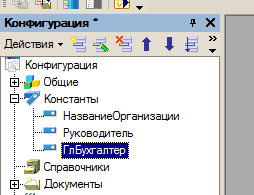 Конфигурация *
Действия
Конфигурация
Общие
Константы
НазваниеОрганизации
Руководитель
ГлБухгалтер
Справочники
Документы